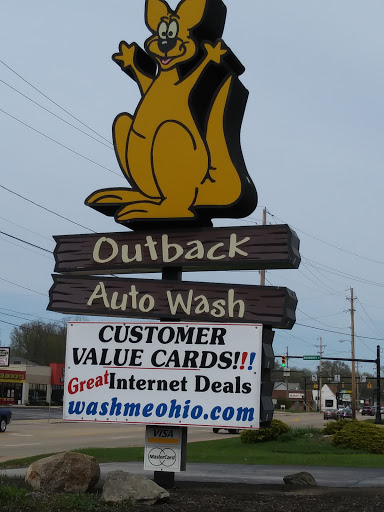 Outback
Auto Wash
CUSTOMER
VALUE CARDS!!!
Great Internet Deals
washmeohio.com
VISA
MasterCard